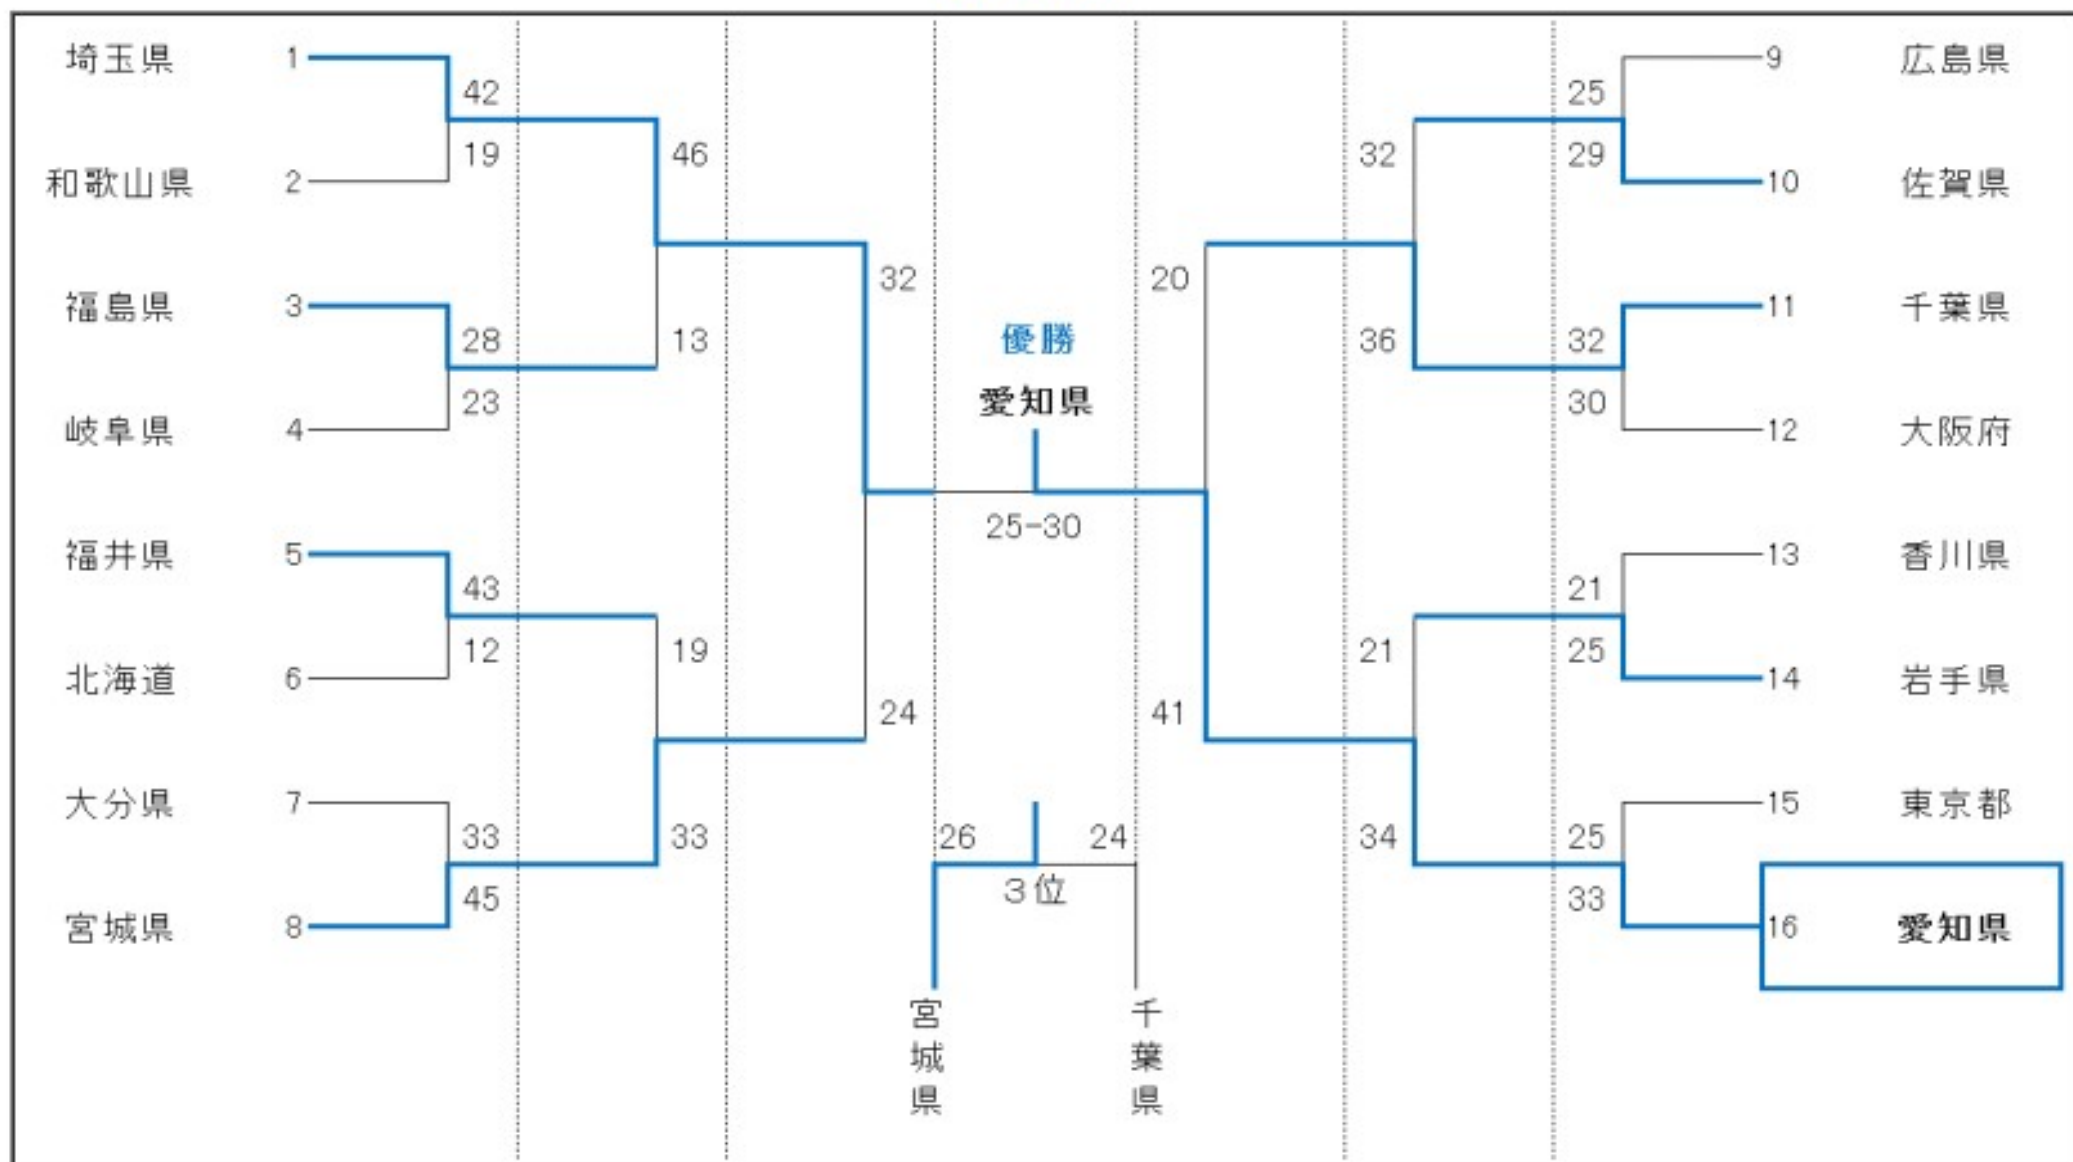 埼玉県 1
42
19
和歌山県 2
46
福島県 3
28
23
13
岐阜県 4
32
福井県 5
43
12
19
北海道 6
24
大分県 7
33
45
33
宮城県 8
優勝
愛知県
25-30
26
24
3位
宮城県
千葉県
9 広島県
25
29
32
10 佐賀県
20
11 千葉県
32
30
36
12 大阪府
13 香川県
21
25
21
14 岩手県
41
15 東京都
25
33
34
16 愛知県